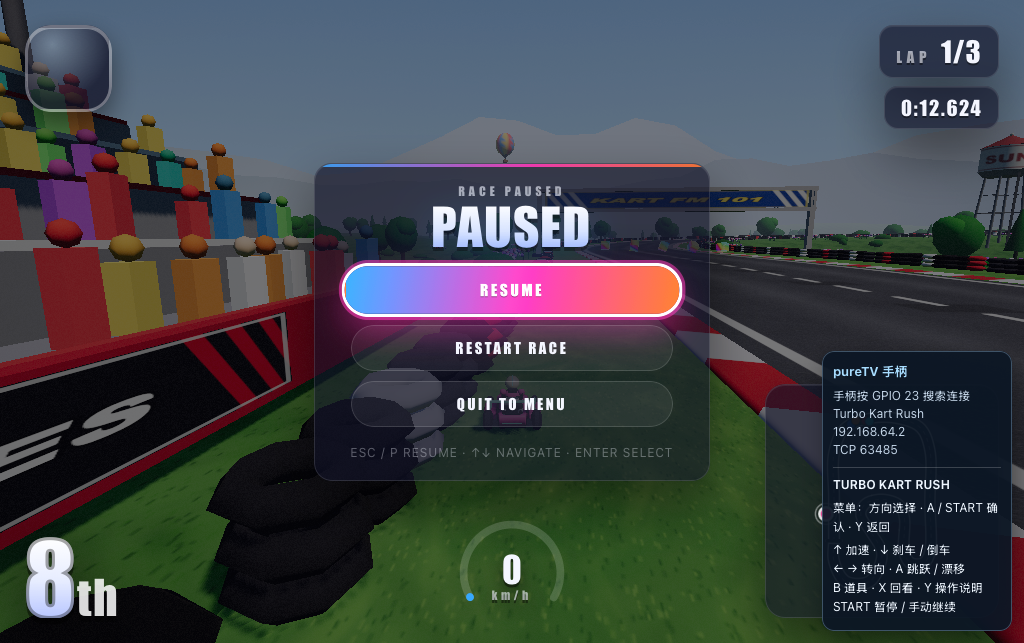 LAP 1/3
0:12.624
SUN
KART FM 101
RACE PAUSED
PAUSED
RESUME
RESTART RACE
QUIT TO MENU
ESC / P RESUME · ↑↓ NAVIGATE · ENTER SELECT
ES
8th
0
km/h
pureTV 手柄
手柄按 GPIO 23 搜索连接
Turbo Kart Rush
192.168.64.2
TCP 63485
TURBO KART RUSH
菜单：方向选择 · A / START 确
认 · Y 返回
↑ 加速 · ↓ 刹车 / 倒车
← → 转向 · A 跳跃 / 漂移
B 道具 · X 回看 · Y 操作说明
START 暂停 / 手动继续